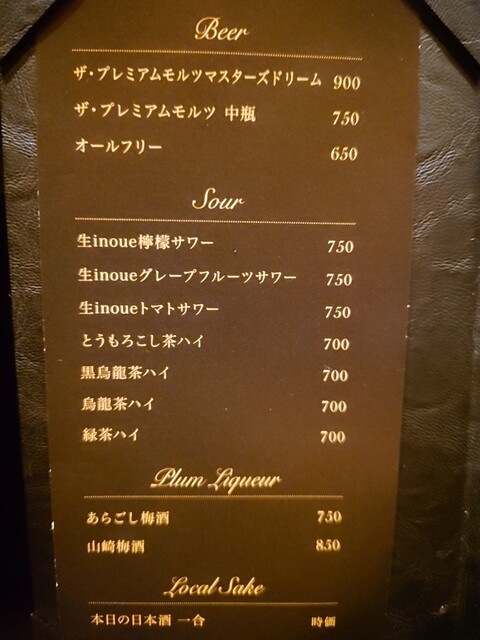 Beer
ザ・プレミアムモルツマスターズドリーム 900
ザ・プレミアムモルツ 中瓶 750
オールフリー 650
Sour
生inoue檸檬サワー 750
生inoueグレープフルーツサワー 750
生inoueトマトサワー 750
とうもろこし茶ハイ 700
黒烏龍茶ハイ 700
烏龍茶ハイ 700
緑茶ハイ 700
Plum Liqueur
あらごし梅酒 750
山崎梅酒 850
Local Sake
本日の日本酒 一合 時価